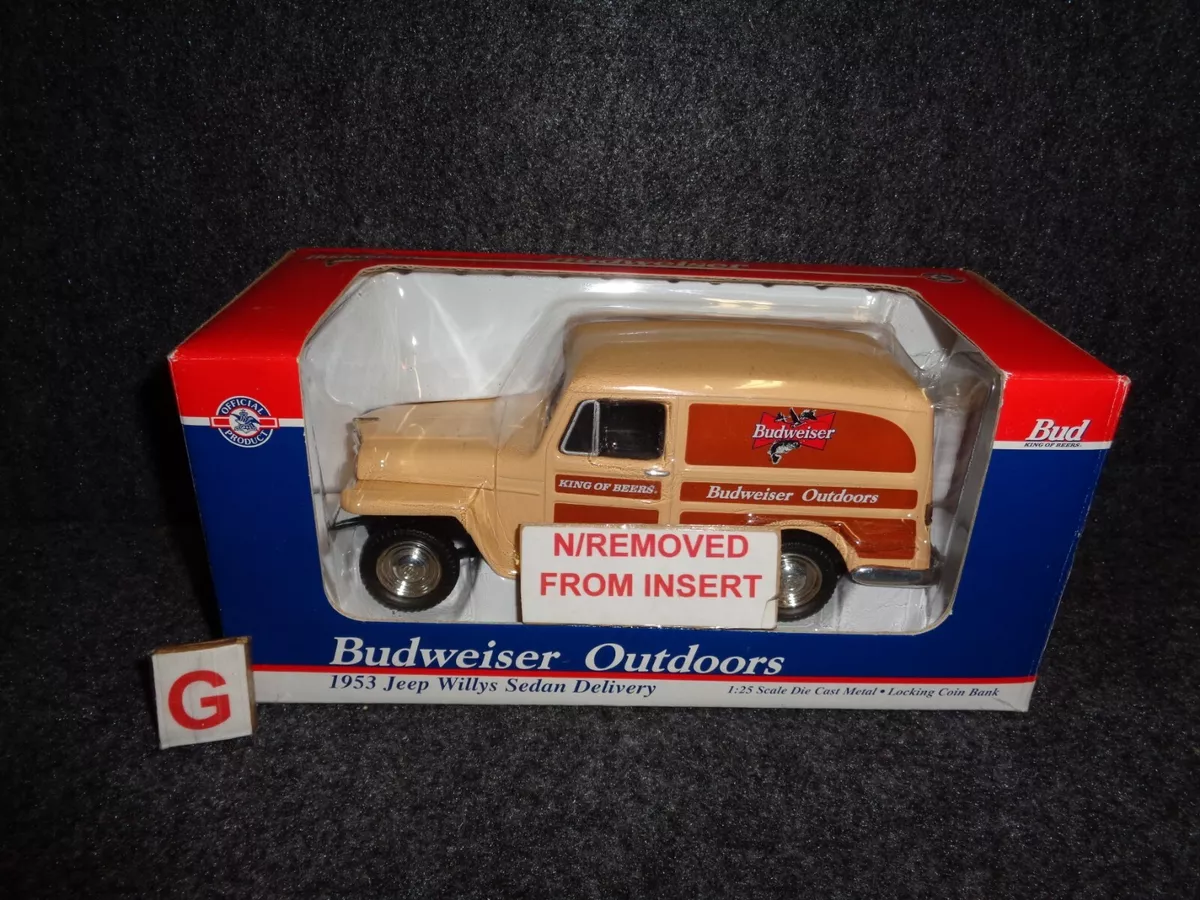 OFFICIAL
PRODUCT
Bud
KING OF BEERS.
Budweiser
KING OF BEERS.
Budweiser Outdoors
N/REMOVED
FROM INSERT
Budweiser Outdoors
1953 Jeep Willys Sedan Delivery
1:25 Scale Die Cast Metal • Locking Coin Bank
G